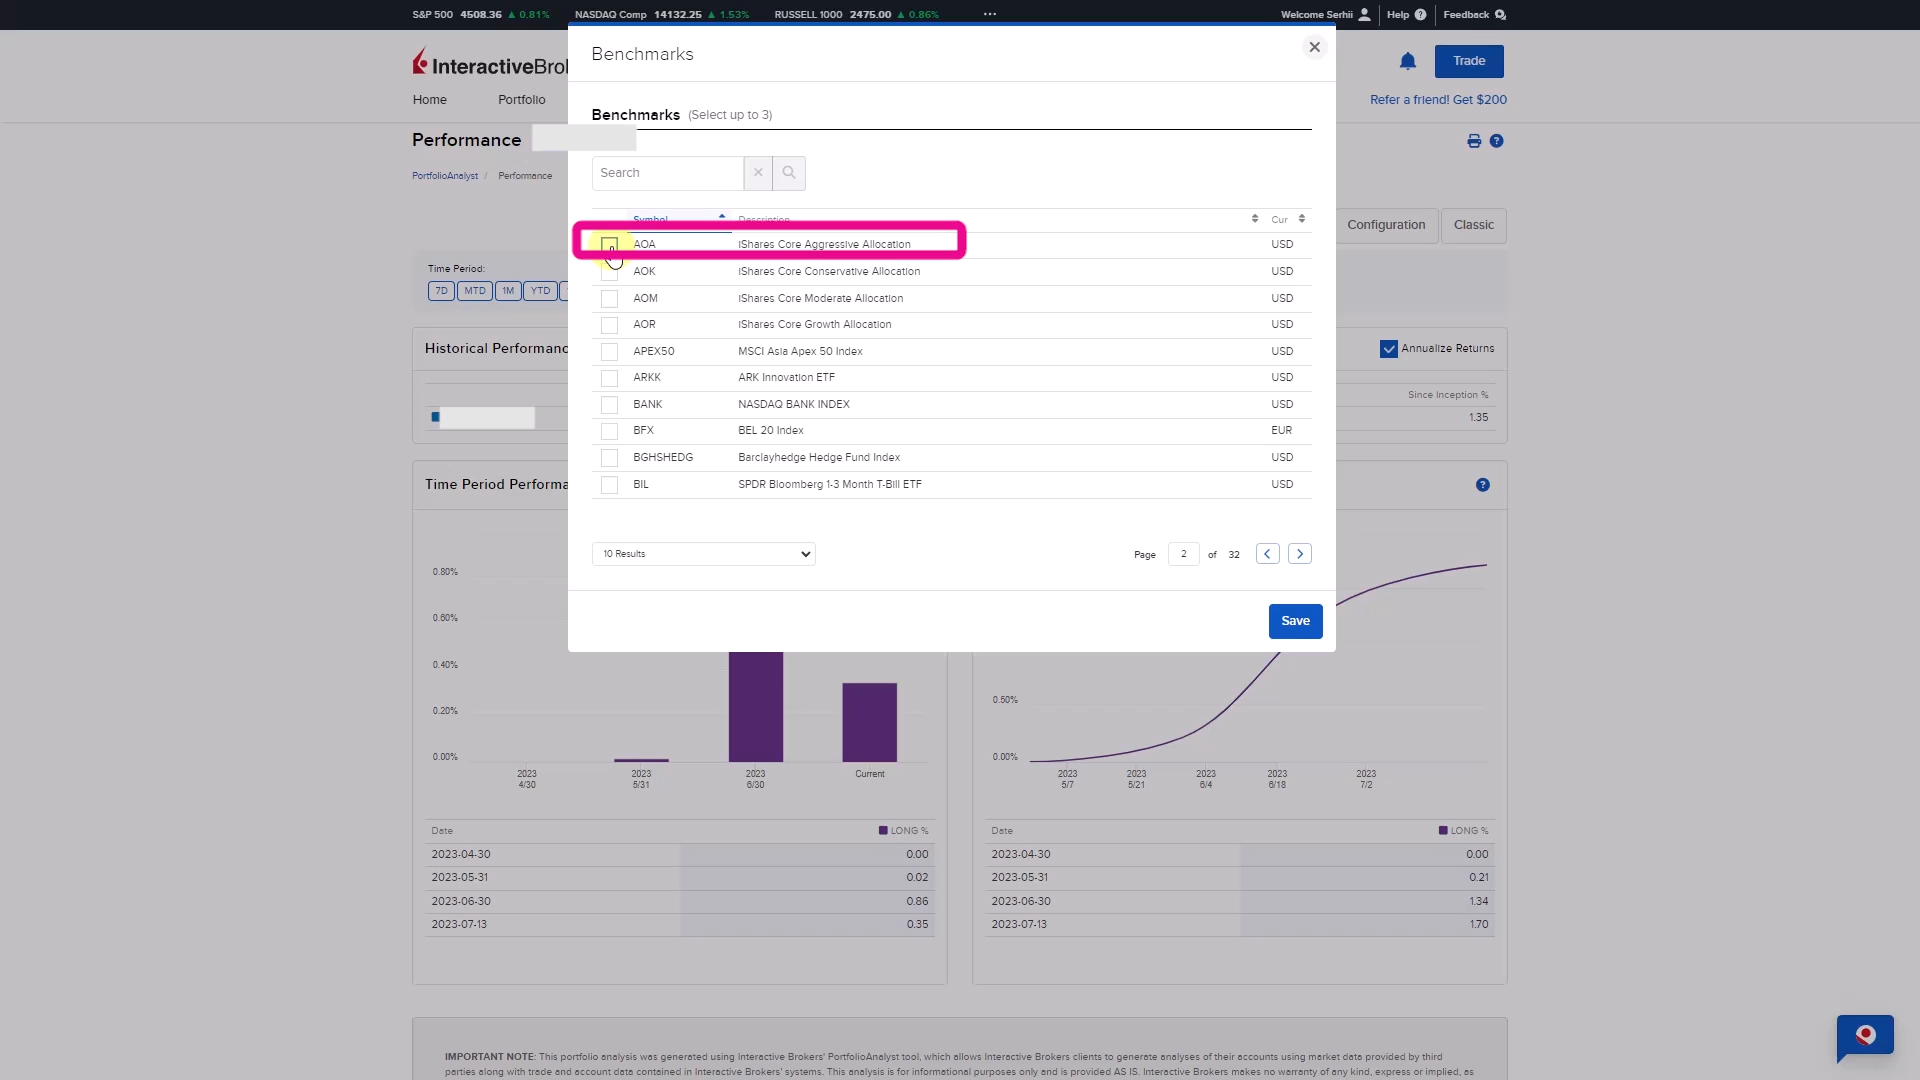 S&P 500 4508.36 ▲ 0.81% NASDAQ Comp 14132.25 ▲ 1.53% RUSSELL 1000 2475.00 ▲ 0.86% ••• Welcome Serhii Help Feedback
InteractiveBro
Trade
Home Portfolio
Refer a friend! Get $200
Performance
PortfolioAnalyst / Performance
Configuration Classic
Time Period:
7D MTD 1M YTD
Historical Performanc
Annualize Returns
Since Inception %
1.35
Benchmarks
Benchmarks (Select up to 3)
Search
Symbol Description Cur
AOA iShares Core Aggressive Allocation USD
AOK iShares Core Conservative Allocation USD
AOM iShares Core Moderate Allocation USD
AOR iShares Core Growth Allocation USD
APEX50 MSCI Asia Apex 50 Index USD
ARKK ARK Innovation ETF USD
BANK NASDAQ BANK INDEX USD
BFX BEL 20 Index EUR
BGHSHEDG Barclayhedge Hedge Fund Index USD
BIL SPDR Bloomberg 1-3 Month T-Bill ETF USD
10 Results
Page 2 of 32
Save
Time Period Performa
0.80%
0.60%
0.40%
0.20%
0.00%
2023 2023 2023 Current
4/30 5/31 6/30
0.50%
0.00%
2023 2023 2023 2023 2023
5/7 5/21 6/4 6/18 7/2
Date LONG %
2023-04-30 0.00
2023-05-31 0.02
2023-06-30 0.86
2023-07-13 0.35
Date LONG %
2023-04-30 0.00
2023-05-31 0.21
2023-06-30 1.34
2023-07-13 1.70
IMPORTANT NOTE: This portfolio analysis was generated using Interactive Brokers' PortfolioAnalyst tool, which allows Interactive Brokers clients to generate analyses of their accounts using market data provided by third
parties along with trade and account data contained in Interactive Brokers' systems. This analysis is for informational purposes only and is provided AS IS. Interactive Brokers makes no warranty of any kind, express or implied, as